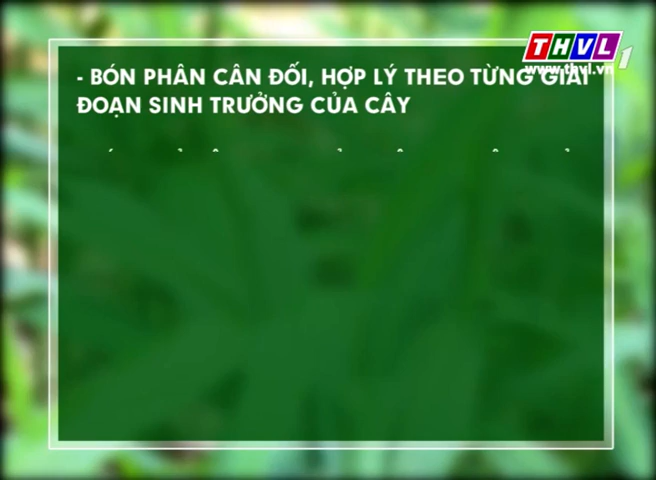 THVL 1
www.thvl.vn
- BÓN PHÂN CÂN ĐỐI, HỢP LÝ THEO TỪNG GIAI
ĐOẠN SINH TRƯỞNG CỦA CÂY